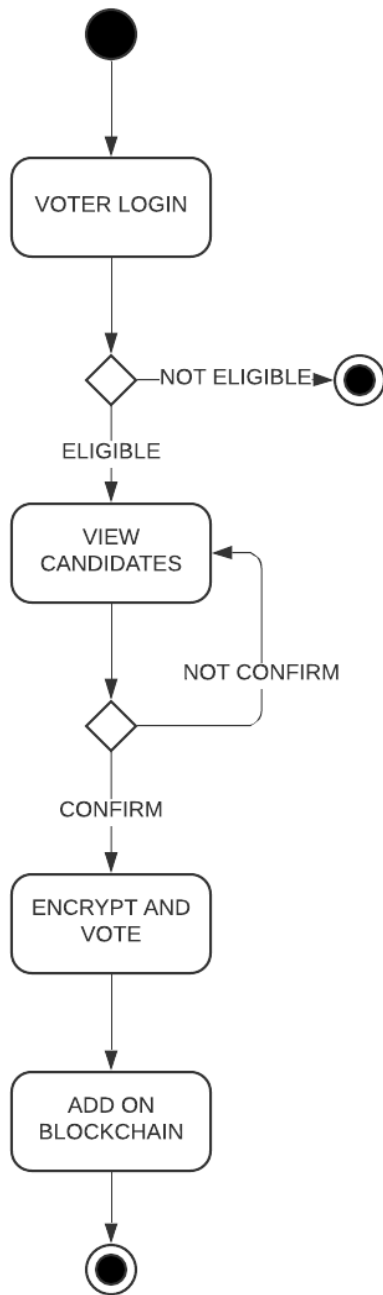 VOTER LOGIN
NOT ELIGIBLE
ELIGIBLE
VIEW
CANDIDATES
NOT CONFIRM
CONFIRM
ENCRYPT AND
VOTE
ADD ON
BLOCKCHAIN